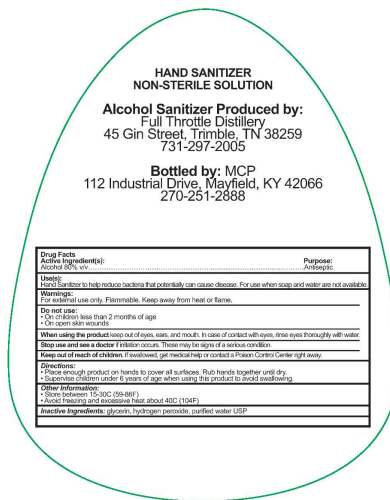 HAND SANITIZER
NON-STERILE SOLUTION
Alcohol Sanitizer Produced by:
Full Throttle Distillery
45 Gin Street, Trimble, TN 38259
731-297-2005
Bottled by: MCP
112 Industrial Drive, Mayfield, KY 42066
270-251-2888
Drug Facts
Active Ingredient(s): Purpose:
Alcohol 80% v/v........................................................................Antiseptic
Use(s):
Hand Sanitizer to help reduce bacteria that potentially can cause disease. For use when soap and water are not available.
Warnings:
For external use only. Flammable. Keep away from heat or flame.
Do not use:
• On children less than 2 months of age
• On open skin wounds
When using the product keep out of eyes, ears, and mouth. In case of contact with eyes, rinse eyes thoroughly with water.
Stop use and see a doctor if irritation occurs. These may be signs of a serious condition.
Keep out of reach of children. If swallowed, get medical help or contact a Poison Control Center right away.
Directions:
• Place enough product on hands to cover all surfaces. Rub hands together until dry.
• Supervise children under 6 years of age when using this product to avoid swallowing.
Other Information:
• Store between 15-30C (59-86F)
• Avoid freezing and excessive heat about 40C (104F)
Inactive Ingredients: glycerin, hydrogen peroxide, purified water USP